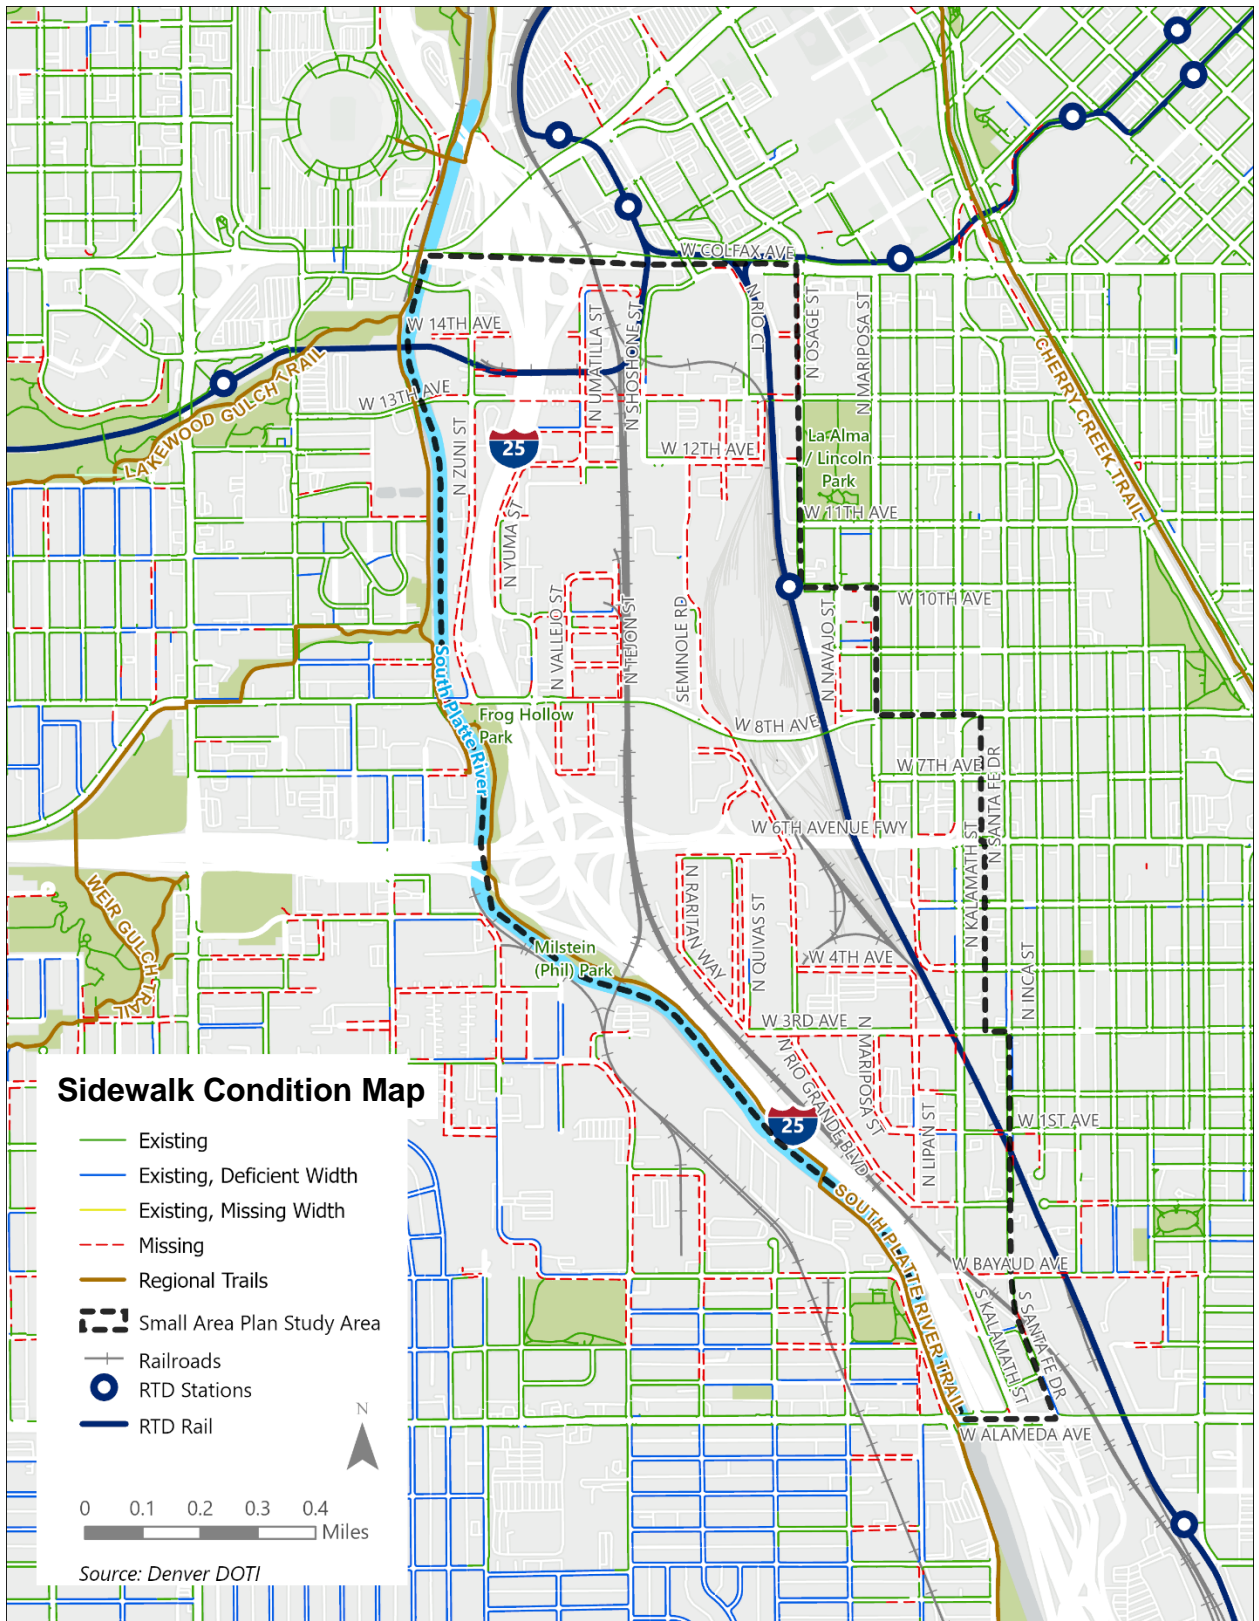 W COLFAX AVE
N RIO CT
N OSAGE ST
N MARIPOSA ST
W 14TH AVE
N UMATILLA ST
N SHOSHONE ST
CHERRY CREEK TRAIL
LAKEWOOD GULCH TRAIL
W 13TH AVE
N ZUNI ST
25
W 12TH AVE
La Alma
/ Lincoln
Park
W 11TH AVE
N YUMA ST
N VALLEJO ST
N TEJON ST
SEMINOLE RD
N NAVAJO ST
W 10TH AVE
South Platte River
Frog Hollow
Park
W 8TH AVE
W 7TH AVE
N SANTA FE DR
W 6TH AVENUE FWY
N KALAMATH ST
WEIR GULCH TRAIL
N RARITAN WAY
N QUIVAS ST
Milstein
(Phil) Park
W 4TH AVE
N INCA ST
W 3RD AVE
N MARIPOSA ST
N RIO GRANDE BLVD
25
N LIPAN ST
W 1ST AVE
SOUTH PLATTE RIVER TRAIL
W BAYAUD AVE
S KALAMATH ST
S SANTA FE DR
W ALAMEDA AVE
Sidewalk Condition Map
Existing
Existing, Deficient Width
Existing, Missing Width
Missing
Regional Trails
Small Area Plan Study Area
Railroads
RTD Stations
RTD Rail
N
0 0.1 0.2 0.3 0.4
Miles
Source: Denver DOTI